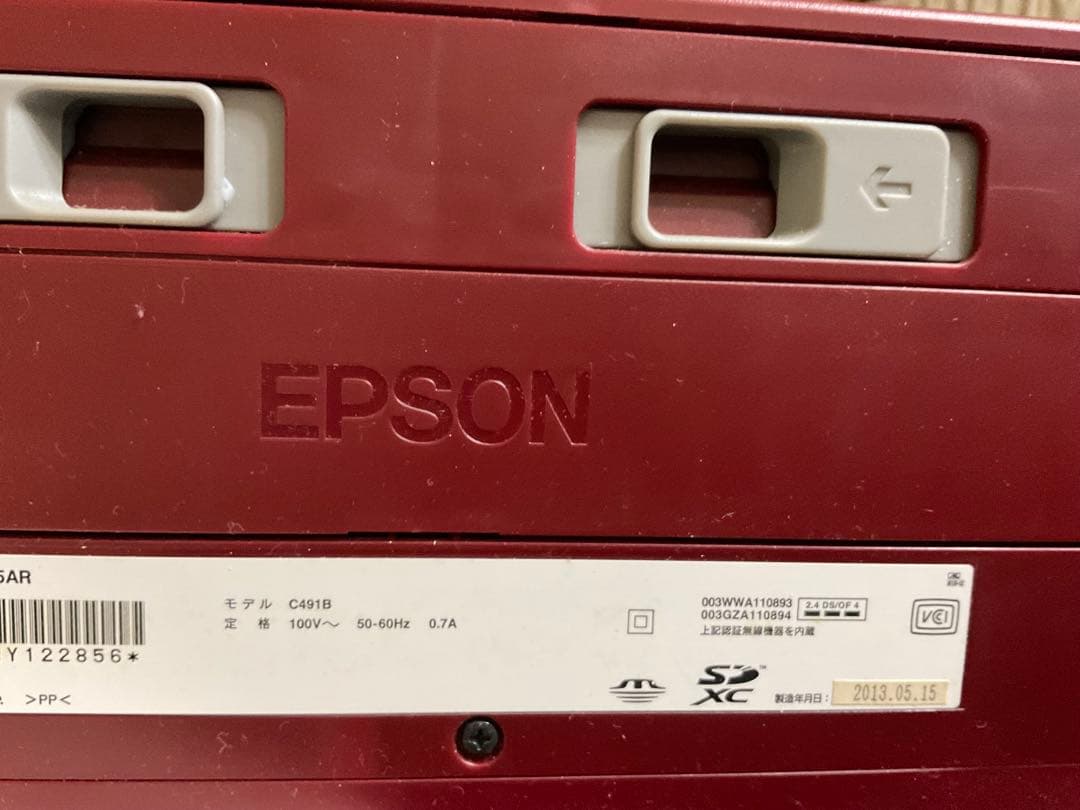 EPSON
5AR
Y122856*
>PP<
モデル C491B
定 格 100V～ 50-60Hz 0.7A
003WWA110893
003GZA110894
2.4 DS/OF 4
上記認証無線機器を内蔵
VCI
SD
XC
製造年月日: 2013.05.15